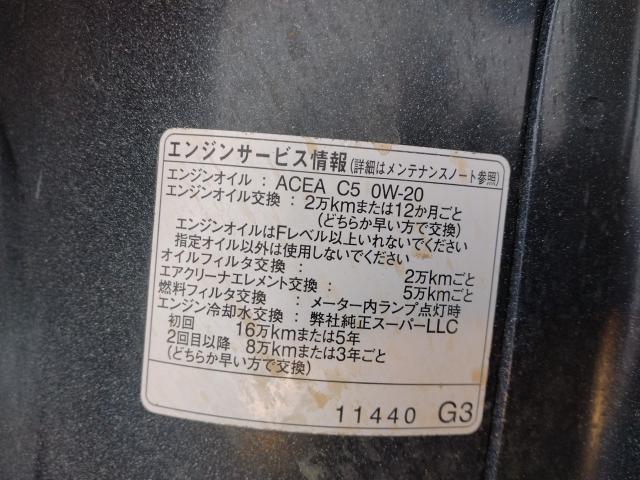 エンジンサービス情報(詳細はメンテナンスノート参照)
エンジンオイル : ACEA C5 0W-20
エンジンオイル交換 : 2万kmまたは12か月ごと
(どちらか早い方で交換)
エンジンオイルはFレベル以上いれないでください
指定オイル以外は使用しないでください
オイルフィルタ交換 : 2万kmごと
エアクリーナエレメント交換 : 5万kmごと
燃料フィルタ交換 : メーター内ランプ点灯時
エンジン冷却水交換 : 弊社純正スーパーLLC
初回 16万kmまたは5年
2回目以降 8万kmまたは3年ごと
(どちらか早い方で交換)
11440 G3